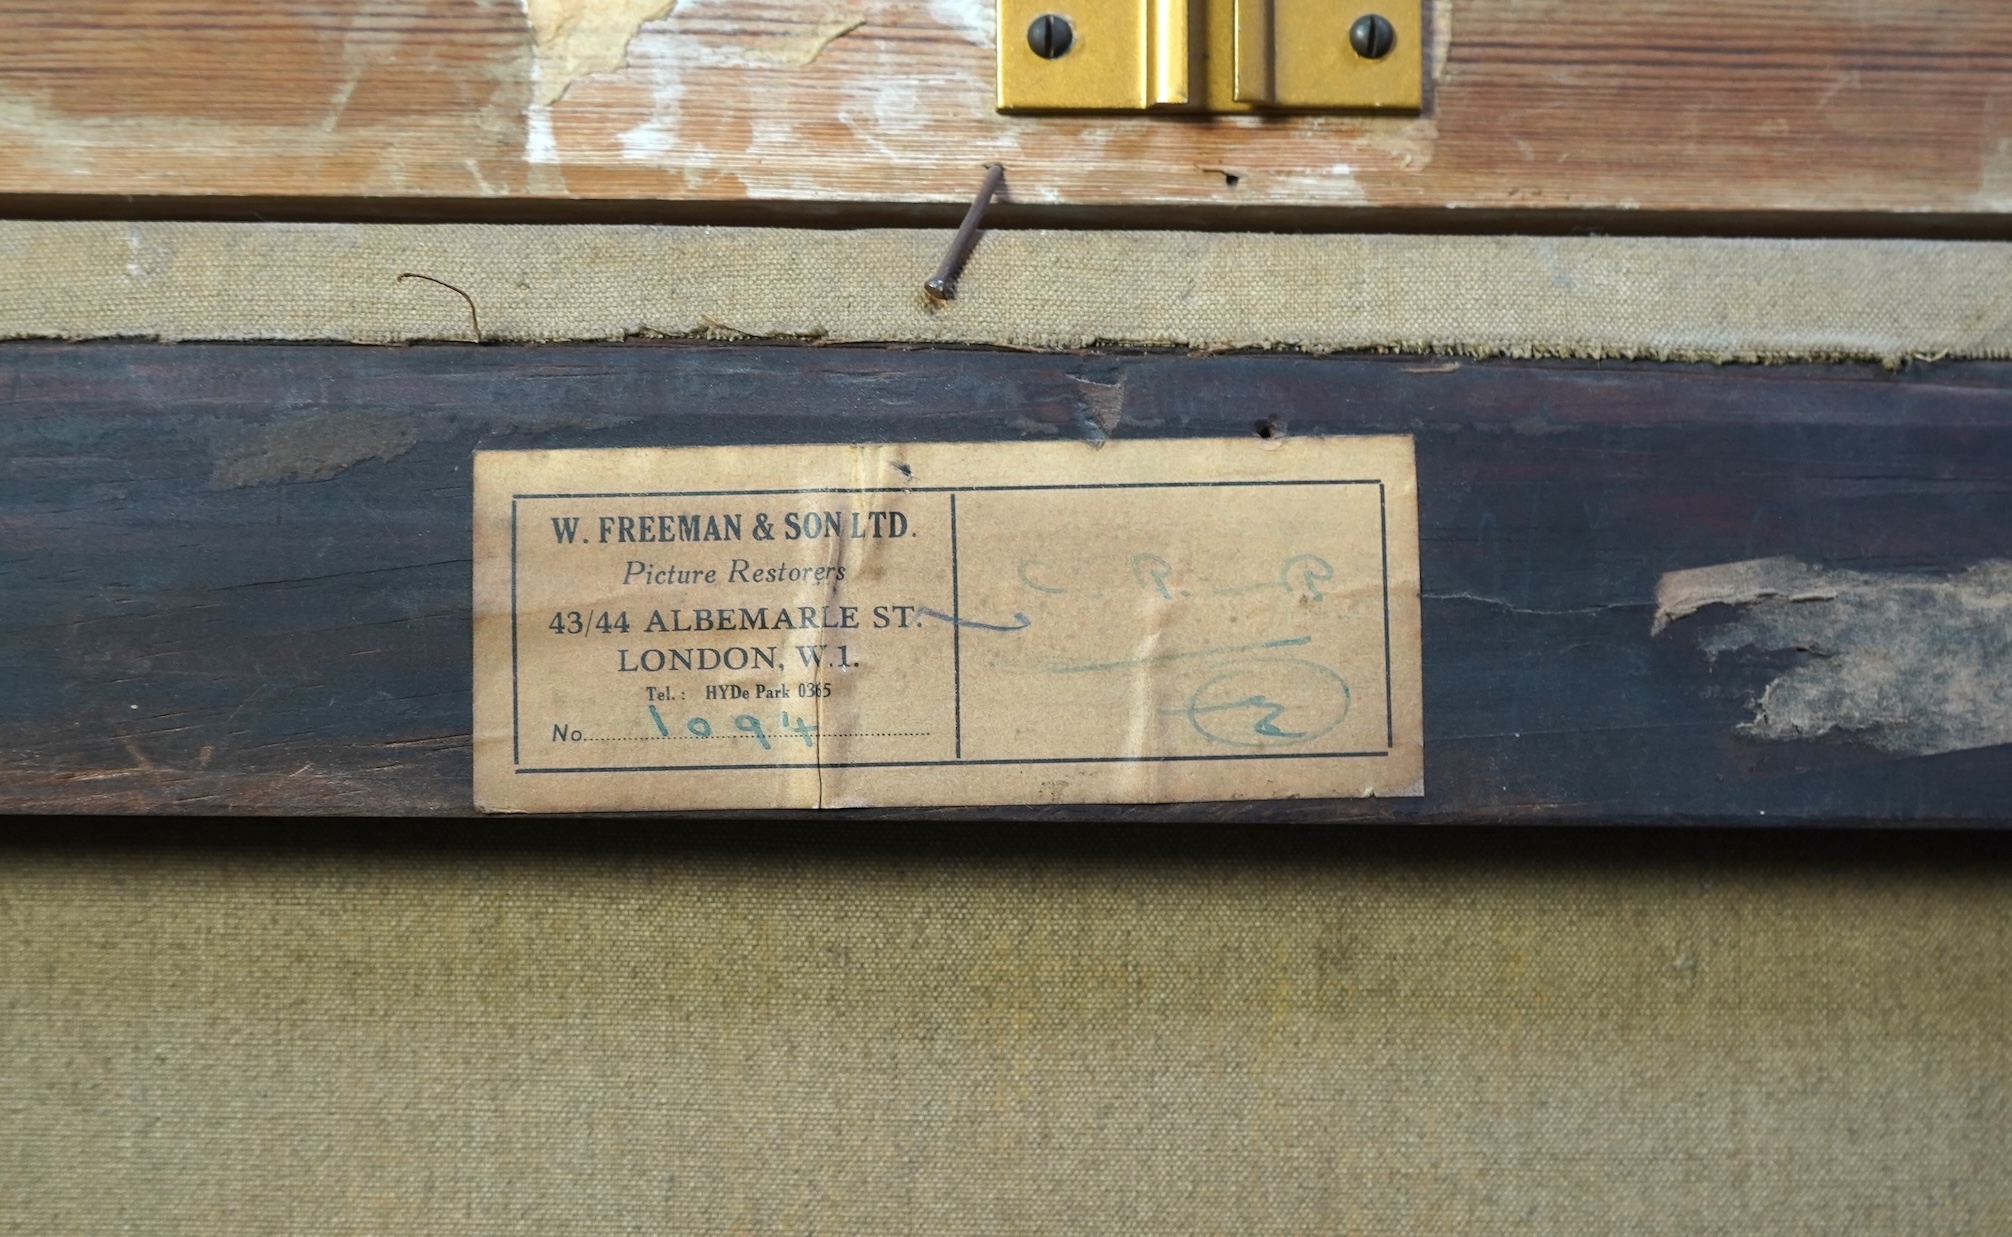 W. FREEMAN & SON LTD.
Picture Restorers
43/44 ALBEMARLE ST.
LONDON, W.1.
Tel. : HYDe Park 0365
No. 1094